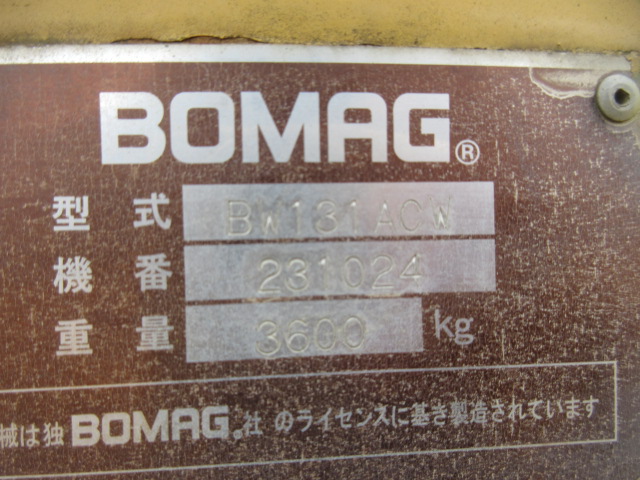 BOMAG®
型式 BW131ACW
機番 231024
重量 3600 kg
械は独BOMAG®社のライセンスに基き製造されています